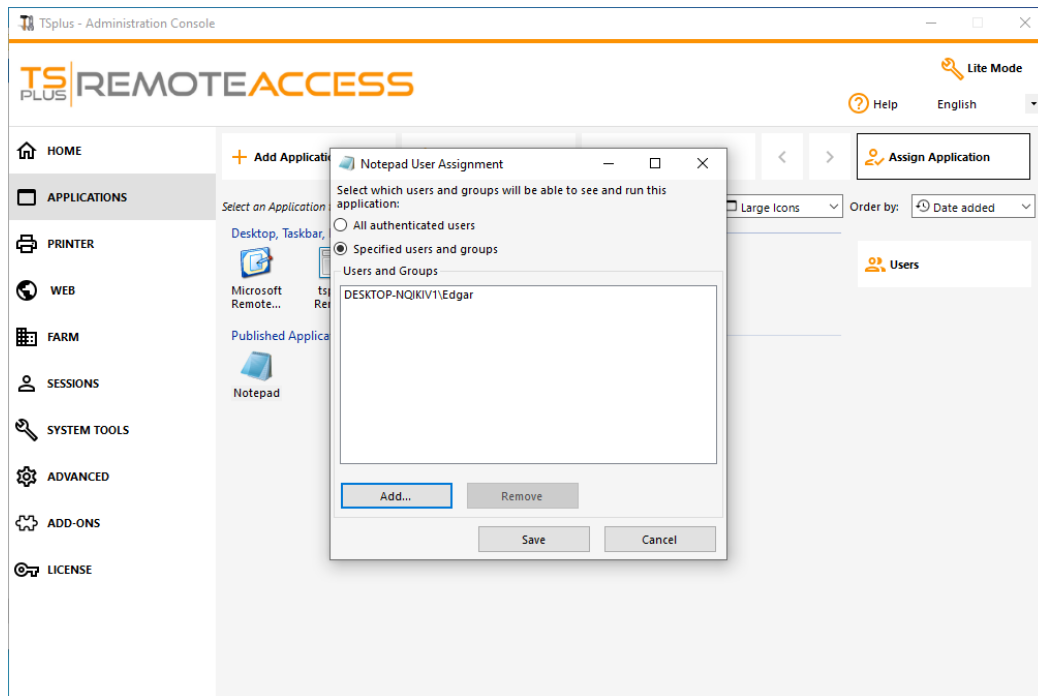 TSplus - Administration Console
TS PLUS REMOTEACCESS
Lite Mode
Help
English
HOME
APPLICATIONS
PRINTER
WEB
FARM
SESSIONS
SYSTEM TOOLS
ADVANCED
ADD-ONS
LICENSE
Add
Assign Application
Select an Application
Large Icons
Order by:
Date added
Desktop, Taskbar,
Microsoft
Remote...
Published
Notepad
Users
Notepad User Assignment
Select which users and groups will be able to see and run this
application:
All authenticated users
Specified users and groups
Users and Groups
DESKTOP-NQIKIV1\Edgar
Add...
Remove
Save
Cancel